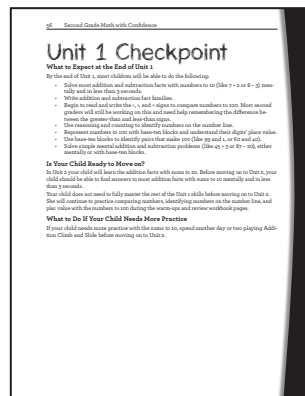 56 Second Grade Math with Confidence
Unit 1 Checkpoint
What to Expect at the End of Unit 1
By the end of Unit 1, most children will be able to do the following:
• Solve most addition and subtraction facts with numbers to 10 (like 7 + 2 or 8 – 3) men-
tally and in less than 3 seconds.
• Write addition and subtraction fact families.
• Begin to read and write the <, >, and = signs to compare numbers to 100. Most second
graders will still be working on this and need help remembering the difference be-
tween the greater-than and less-than signs.
• Use reasoning and counting to identify numbers on the number line.
• Represent numbers to 100 with base-ten blocks and understand their digits' place value.
• Use base-ten blocks to identify pairs that make 100 (like 99 and 1, or 60 and 40).
• Solve simple mental addition and subtraction problems (like 45 + 3 or 87 – 20), either
mentally or with base-ten blocks.
Is Your Child Ready to Move on?
In Unit 2 your child will learn the addition facts with sums to 20. Before moving on to Unit 2, your
child should be able to find answers to most addition facts with sums to 10 mentally and in less
than 3 seconds.
Your child does not need to fully master the rest of the Unit 1 skills before moving on to Unit 2.
She will continue to practice comparing numbers, identifying numbers on the number line, and
plac value with the numbers to 100 during the warm-ups and review workbook pages.
What to Do If Your Child Needs More Practice
If your child needs more practice with the sums to 10, spend another day or two playing Addi-
tion Climb and Slide before moving on to Unit 2.